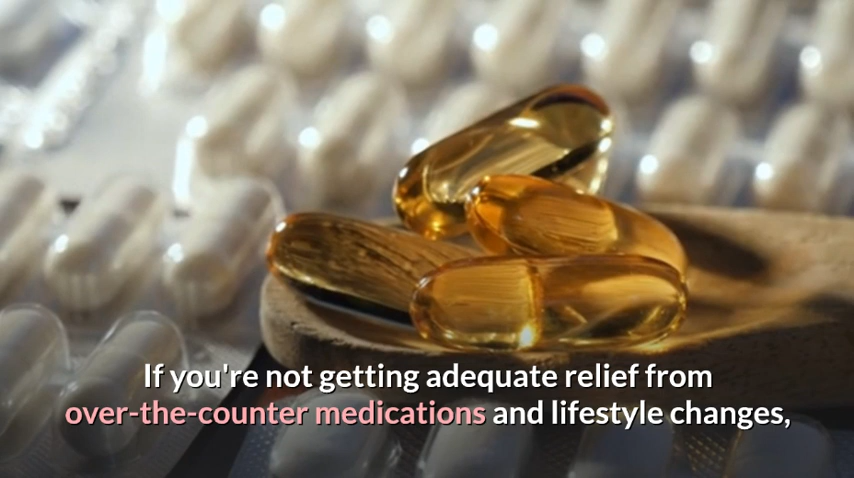 If you're not getting adequate relief from
over-the-counter medications and lifestyle changes,